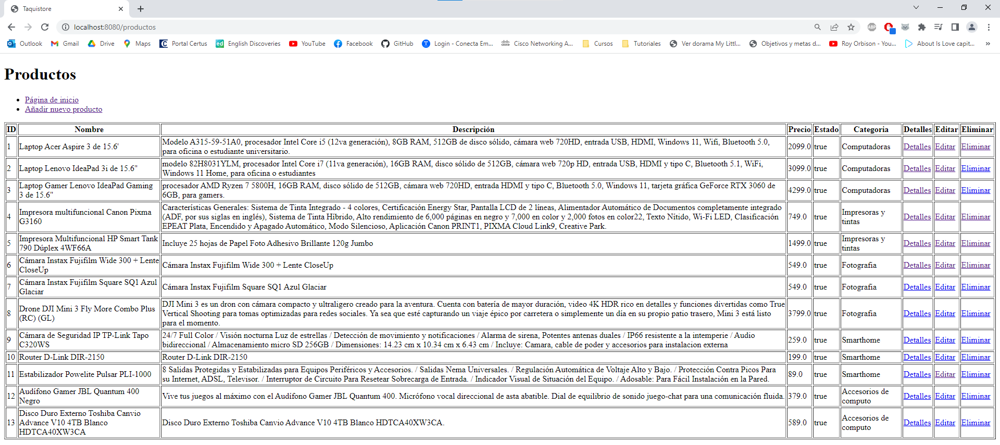 Taquistore
localhost:8080/productos
ABP
Outlook Gmail Drive Maps Portal Certus English Discoveries YouTube Facebook GitHub Login - Conecta Em... Cisco Networking A... Cursos Tutoriales Ver dorama My Littl... Objetivos y metas d... Roy Orbison - You... About Is Love capit... »
Productos
• Página de inicio
• Añadir nuevo producto
ID Nombre Descripción Precio Estado Categoria Detalles Editar Eliminar
1 Laptop Acer Aspire 3 de 15.6' Modelo A315-59-51A0, procesador Intel Core i5 (12va generación), 8GB RAM, 512GB de disco sólido, cámara web 720HD, entrada USB, HDMI, Windows 11, Wifi, Bluetooth 5.0,
para oficina o estudiante universitario. 2099.0 true Computadoras Detalles Editar Eliminar
2 Laptop Lenovo IdeaPad 3i de 15.6" modelo 82H8031YLM, procesador Intel Core i7 (11va generación), 16GB RAM, disco sólido de 512GB, cámara web 720p HD, entrada USB, HDMI y tipo C, Bluetooth 5.1, WiFi,
Windows 11 Home, para oficina o estudiantes 3099.0 true Computadoras Detalles Editar Eliminar
3 Laptop Gamer Lenovo IdeaPad Gaming
3 de 15.6" procesador AMD Ryzen 7 5800H, 16GB RAM, disco sólido de 512GB, cámara web 720HD, entrada HDMI y tipo C, Bluetooth 5.0, Windows 11, tarjeta gráfica GeForce RTX 3060 de
6GB, para gamers. 4299.0 true Computadoras Detalles Editar Eliminar
4 Impresora multifuncional Canon Pixma
G3160 Características Generales: Sistema de Tinta Integrado - 4 colores, Certificación Energy Star, Pantalla LCD de 2 líneas, Alimentador Automático de Documentos completamente integrado
(ADF, por sus siglas en inglés), Sistema de Tinta Híbrido, Alto rendimiento de 6,000 páginas en negro y 7,000 en color y 2,000 fotos en color22, Texto Nítido, Wi-Fi LED, Clasificación
EPEAT Plata, Encendido y Apagado Automático, Modo Silencioso, Aplicación Canon PRINT1, PIXMA Cloud Link9, Creative Park. 749.0 true Impresoras y
tintas Detalles Editar Eliminar
5 Impresora Multifuncional HP Smart Tank
790 Dúplex 4WF66A Incluye 25 hojas de Papel Foto Adhesivo Brillante 120g Jumbo 1499.0 true Impresoras y
tintas Detalles Editar Eliminar
6 Cámara Instax Fujifilm Wide 300 + Lente
CloseUp Cámara Instax Fujifilm Wide 300 + Lente CloseUp 549.0 true Fotografia Detalles Editar Eliminar
7 Cámara Instax Fujifilm Square SQ1 Azul
Glaciar Cámara Instax Fujifilm Square SQ1 Azul Glaciar 549.0 true Fotografia Detalles Editar Eliminar
8 Drone DJI Mini 3 Fly More Combo Plus
(RC) (GL) DJI Mini 3 es un dron con cámara compacto y ultraligero creado para la aventura. Cuenta con batería de mayor duración, video 4K HDR rico en detalles y funciones divertidas como True
Vertical Shooting para tomas optimizadas para redes sociales. Ya sea que esté capturando un viaje épico por carretera o simplemente un día en su propio patio trasero, Mini 3 está listo
para el momento. 3799.0 true Fotografia Detalles Editar Eliminar
9 Cámara de Seguridad IP TP-Link Tapo
C320WS 24/7 Full Color / Visión nocturna Luz de estrellas / Detección de movimiento y notificaciones / Alarma de sirena, Potentes antenas duales / IP66 resistente a la intemperie / Audio
bidireccional / Almacenamiento micro SD 256GB / Dimensiones: 14.23 cm x 10.34 cm x 6.43 cm / Incluye: Camara, cable de poder y accesorios para instalacion externa 259.0 true Smarthome Detalles Editar Eliminar
10 Router D-Link DIR-2150 Router D-Link DIR-2150 199.0 true Smarthome Detalles Editar Eliminar
11 Estabilizador Powelite Pulsar PLI-1000 8 Salidas Protegidas y Estabilizadas para Equipos Periféricos y Accesorios. / Salidas Nema Universales. / Regulación Automática de Voltaje Alto y Bajo. / Protección Contra Picos Para
su Internet, ADSL, Televisor. / Interruptor de Circuito Para Resetear Sobrecarga de Entrada. / Indicador Visual de Situación del Equipo. / Adosable: Para Fácil Instalación en la Pared. 89.0 true Smarthome Detalles Editar Eliminar
12 Audífono Gamer JBL Quantum 400
Negro Vive tus juegos al máximo con el Audífono Gamer JBL Quantum 400. Micrófono vocal direccional de asta abatible. Dial de equilibrio de sonido juego-chat para una comunicación fluida. 379.0 true Accesorios de
computo Detalles Editar Eliminar
13 Disco Duro Externo Toshiba Canvio
Advance V10 4TB Blanco
HDTCA40XW3CA Disco Duro Externo Toshiba Canvio Advance V10 4TB Blanco HDTCA40XW3CA. 589.0 true Accesorios de
computo Detalles Editar Eliminar